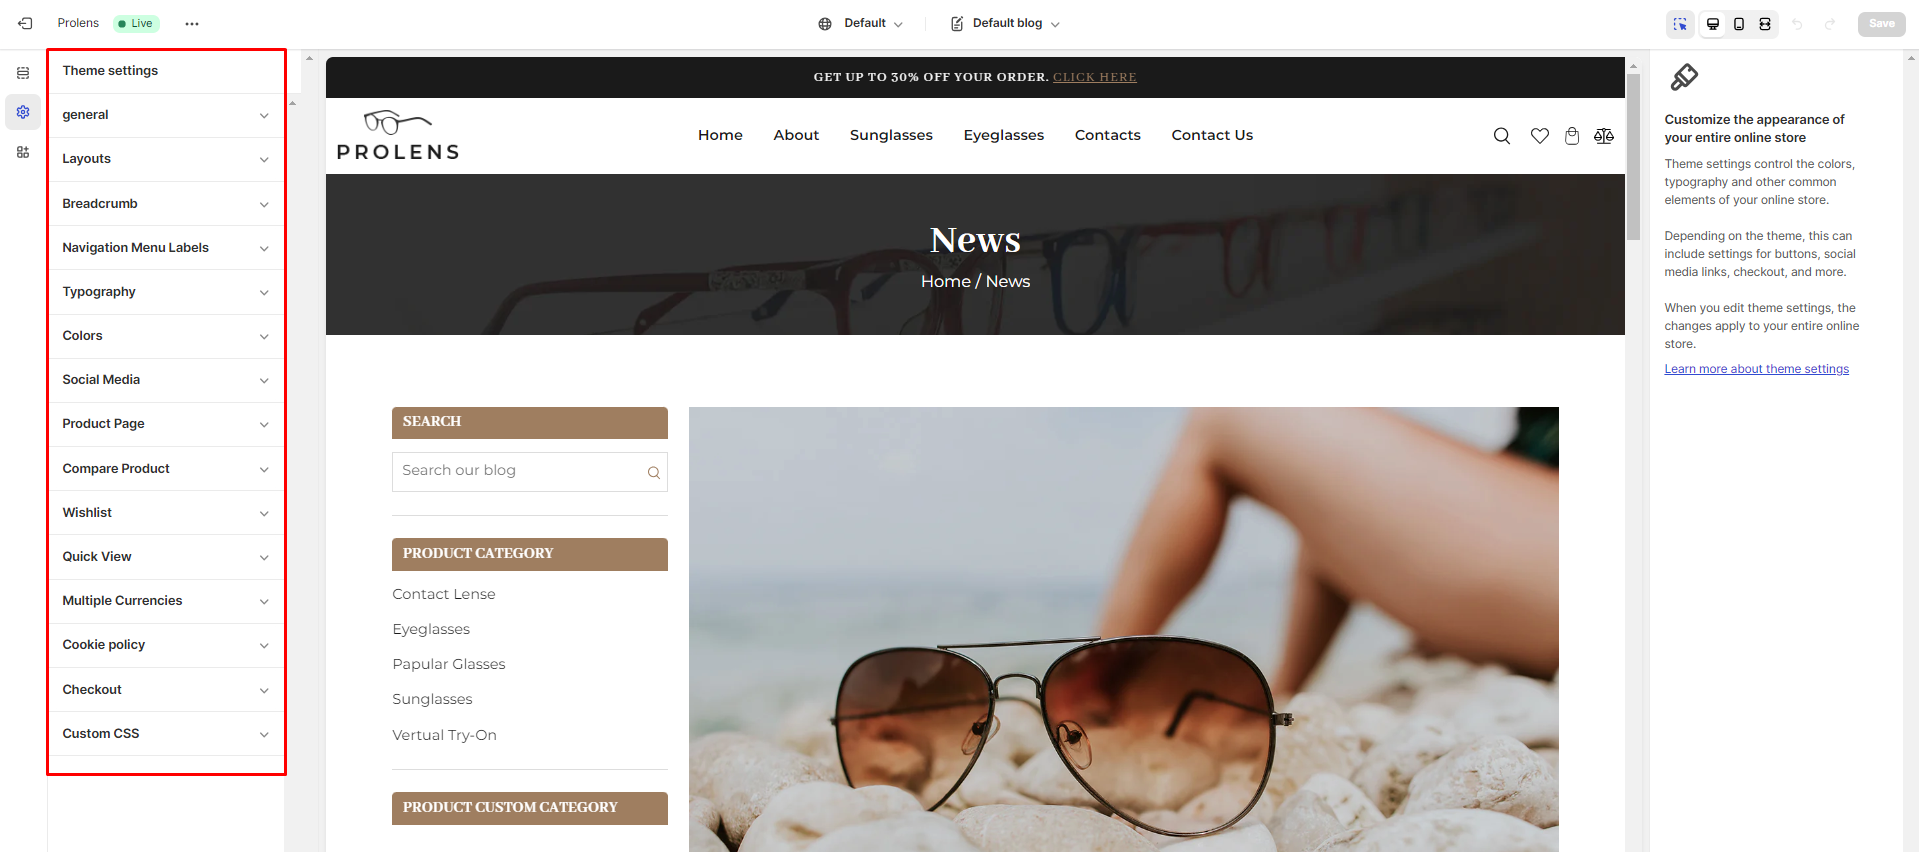 Prolens
Live
Default
Default blog
Save
Theme settings
general
Layouts
Breadcrumb
Navigation Menu Labels
Typography
Colors
Social Media
Product Page
Compare Product
Wishlist
Quick View
Multiple Currencies
Cookie policy
Checkout
Custom CSS
GET UP TO 30% OFF YOUR ORDER. CLICK HERE
PROLENS
Home About Sunglasses Eyeglasses Contacts Contact Us
News
Home / News
SEARCH
Search our blog
PRODUCT CATEGORY
Contact Lense
Eyeglasses
Papular Glasses
Sunglasses
Vertual Try-On
PRODUCT CUSTOM CATEGORY
Customize the appearance of
your entire online store
Theme settings control the colors,
typography and other common
elements of your online store.
Depending on the theme, this can
include settings for buttons, social
media links, checkout, and more.
When you edit theme settings, the
changes apply to your entire online
store.
Learn more about theme settings